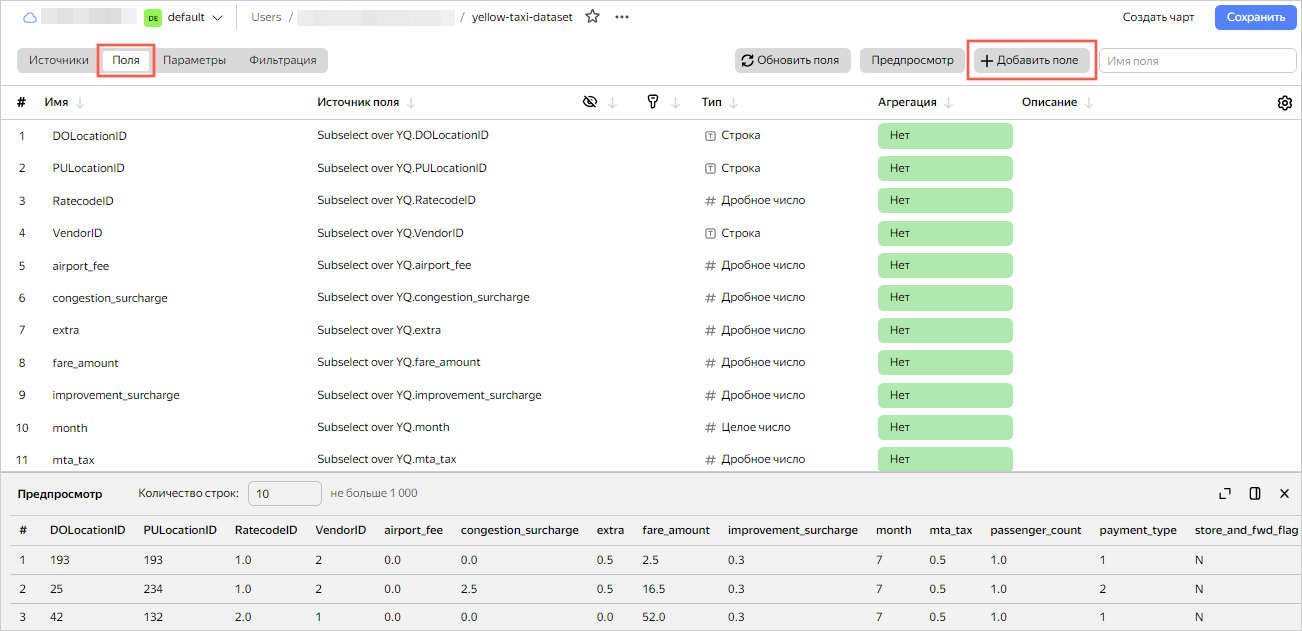 DE default Users / / yellow-taxi-dataset Создать чарт Сохранить
Источники Поля Параметры Фильтрация Обновить поля Предпросмотр + Добавить поле Имя поля
# Имя Источник поля Тип Агрегация Описание
1 DOLocationID Subselect over YQ.DOLocationID Строка Нет
2 PULocationID Subselect over YQ.PULocationID Строка Нет
3 RatecodeID Subselect over YQ.RatecodeID # Дробное число Нет
4 VendorID Subselect over YQ.VendorID Строка Нет
5 airport_fee Subselect over YQ.airport_fee # Дробное число Нет
6 congestion_surcharge Subselect over YQ.congestion_surcharge # Дробное число Нет
7 extra Subselect over YQ.extra # Дробное число Нет
8 fare_amount Subselect over YQ.fare_amount # Дробное число Нет
9 improvement_surcharge Subselect over YQ.improvement_surcharge # Дробное число Нет
10 month Subselect over YQ.month # Целое число Нет
11 mta_tax Subselect over YQ.mta_tax # Дробное число Нет
Предпросмотр Количество строк: 10 не больше 1 000
# DOLocationID PULocationID RatecodeID VendorID airport_fee congestion_surcharge extra fare_amount improvement_surcharge month mta_tax passenger_count payment_type store_and_fwd_flag
1 193 193 1.0 2 0.0 0.0 0.5 2.5 0.3 7 0.5 1.0 1 N
2 25 234 1.0 2 0.0 2.5 0.5 16.5 0.3 7 0.5 1.0 2 N
3 42 132 2.0 1 0.0 0.0 0.0 52.0 0.3 7 0.5 1.0 1 N